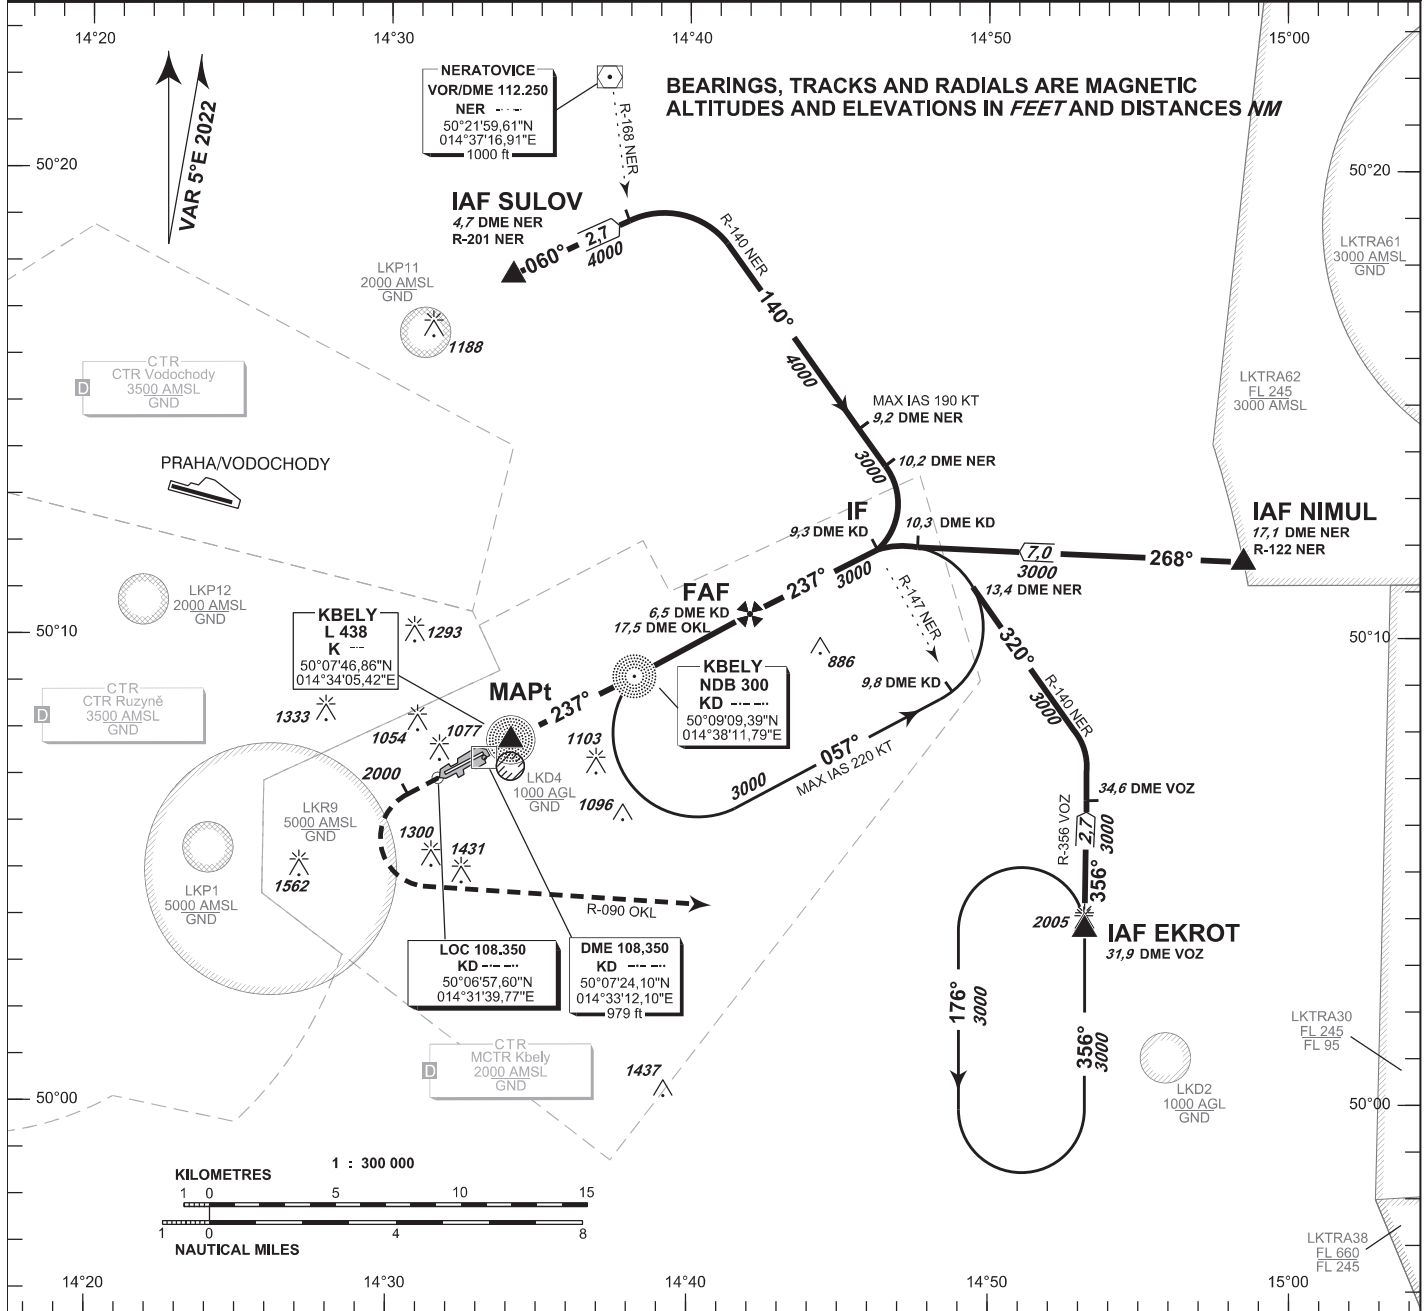 14°20
14°30
14°40
14°50
15°00
VAR 5°E 2022
NERATOVICE
VOR/DME 112.250
NER
50°21'59,61"N
014°37'16,91"E
1000 ft
BEARINGS, TRACKS AND RADIALS ARE MAGNETIC
ALTITUDES AND ELEVATIONS IN FEET AND DISTANCES NM
R-168 NER
50°20
50°20
IAF SULOV
4,7 DME NER
R-201 NER
060°
2,7
4000
R-140 NER
140°
4000
LKTRA61
3000 AMSL
GND
LKP11
2000 AMSL
GND
1188
CTR
CTR Vodochody
3500 AMSL
GND
D
LKTRA62
FL 245
3000 AMSL
MAX IAS 190 KT
9,2 DME NER
3000
10,2 DME NER
PRAHA/VODOCHODY
IF
9,3 DME KD
10,3 DME KD
IAF NIMUL
17,1 DME NER
R-122 NER
7,0
3000
268°
237°
3000
FAF
6,5 DME KD
17,5 DME OKL
R-147 NER
13,4 DME NER
LKP12
2000 AMSL
GND
KBELY
L 438
K
50°07'46,86"N
014°34'05,42"E
1293
50°10
50°10
320°
3000
R-140 NER
886
9,8 DME KD
KBELY
NDB 300
KD
50°09'09,39"N
014°38'11,79"E
MAPt
237°
CTR
CTR Ruzyně
3500 AMSL
GND
D
1333
1054
1077
1103
057°
MAX IAS 220 KT
3000
2000
LKD4
1000 AGL
GND
1096
34,6 DME VOZ
R-356 VOZ
2,7
3000
356°
LKR9
5000 AMSL
GND
1300
1431
1562
LKP1
5000 AMSL
GND
R-090 OKL
2005
IAF EKROT
31,9 DME VOZ
LOC 108.350
KD
50°06'57,60"N
014°31'39,77"E
DME 108,350
KD
50°07'24,10"N
014°33'12,10"E
979 ft
176°
3000
356°
3000
LKTRA30
FL 245
FL 95
CTR
MCTR Kbely
2000 AMSL
GND
D
1437
LKD2
1000 AGL
GND
50°00
50°00
1 : 300 000
KILOMETRES
1 0 5 10 15
1 0 4 8
NAUTICAL MILES
LKTRA38
FL 660
FL 245
14°20
14°30
14°40
14°50
15°00